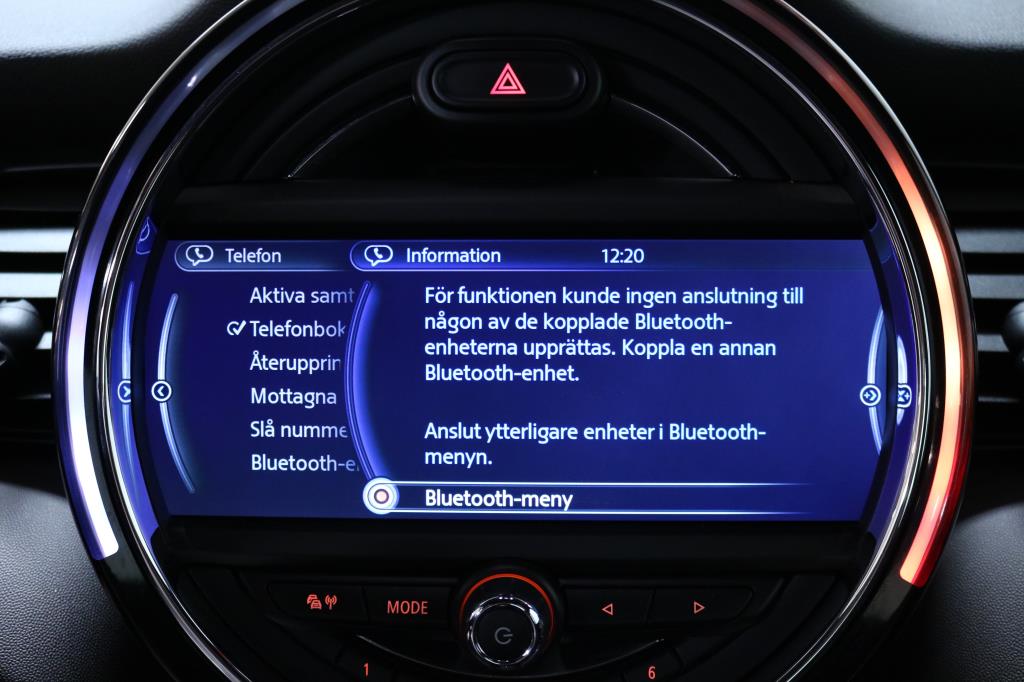 Telefon
Information
12:20
Aktiva samt
Telefonbok
Återupprin
Mottagna
Slå numme
Bluetooth-e
För funktionen kunde ingen anslutning till
någon av de kopplade Bluetooth-
enheterna upprättas. Koppla en annan
Bluetooth-enhet.
Anslut ytterligare enheter i Bluetooth-
menyn.
Bluetooth-meny
MODE
1
6